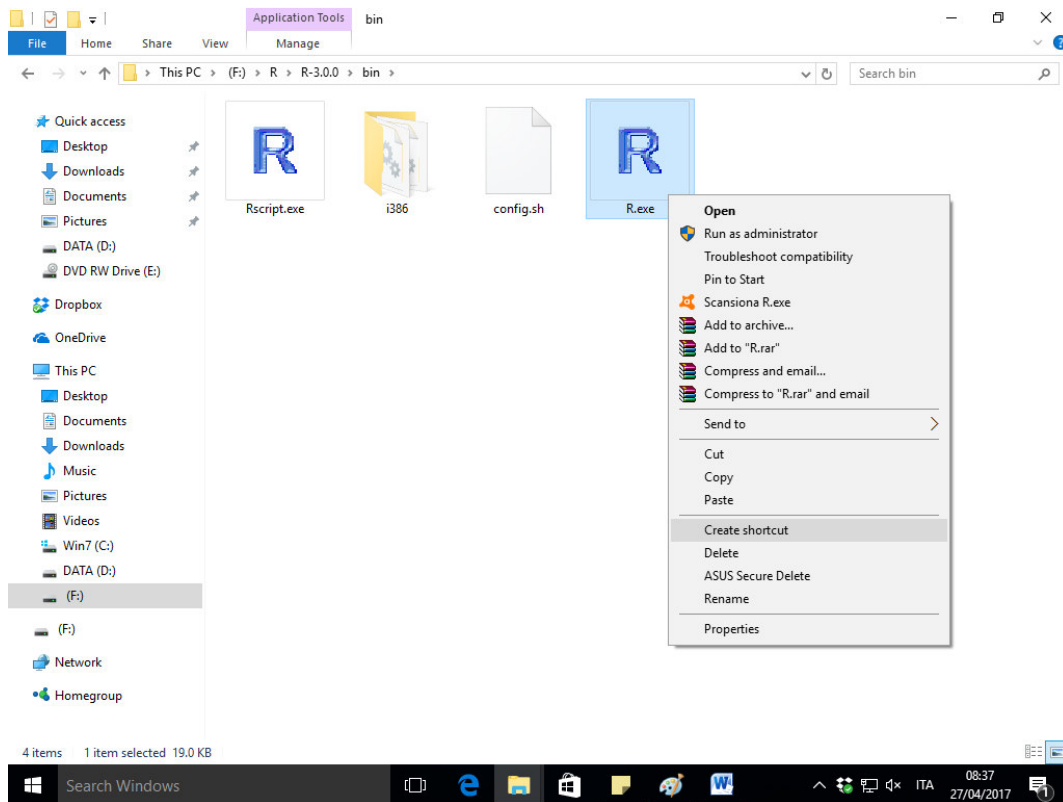 Application Tools bin
File Home Share View Manage
This PC > (F:) > R > R-3.0.0 > bin >
Search bin
Quick access
Desktop
Downloads
Documents
Pictures
DATA (D:)
DVD RW Drive (E:)
Dropbox
OneDrive
This PC
Desktop
Documents
Downloads
Music
Pictures
Videos
Win7 (C:)
DATA (D:)
(F:)
(F:)
Network
Homegroup
Rscript.exe
i386
config.sh
R.exe
Open
Run as administrator
Troubleshoot compatibility
Pin to Start
Scansiona R.exe
Add to archive...
Add to "R.rar"
Compress and email...
Compress to "R.rar" and email
Send to
Cut
Copy
Paste
Create shortcut
Delete
ASUS Secure Delete
Rename
Properties
4 items 1 item selected 19.0 KB
Search Windows
ITA
08:37
27/04/2017
1